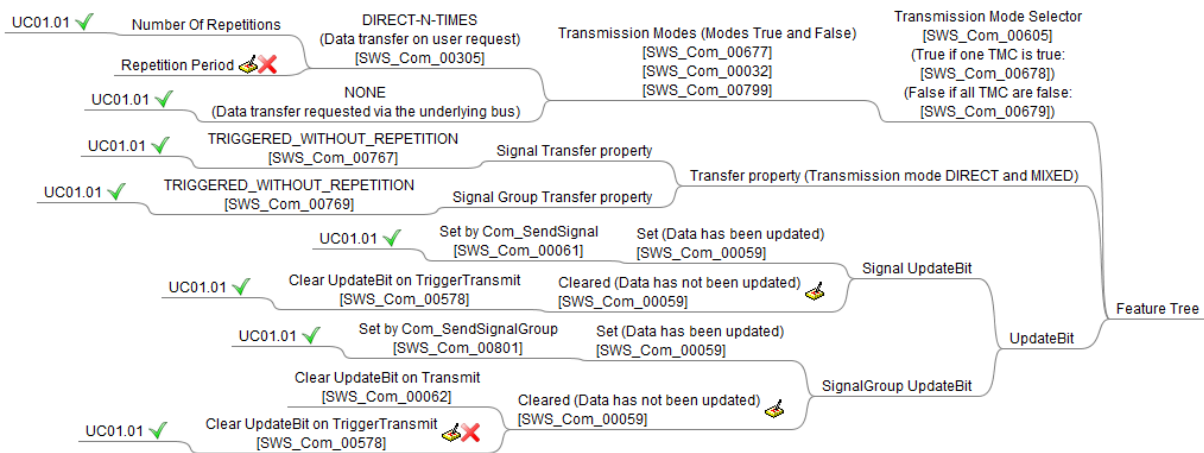 UC01.01
Number Of Repetitions
Repetition Period
DIRECT-N-TIMES
(Data transfer on user request)
[SWS_Com_00305]
UC01.01
NONE
(Data transfer requested via the underlying bus)
Transmission Modes (Modes True and False)
[SWS_Com_00677]
[SWS_Com_00032]
[SWS_Com_00799]
Transmission Mode Selector
[SWS_Com_00605]
(True if one TMC is true:
[SWS_Com_00678])
(False if all TMC are false:
[SWS_Com_00679])
UC01.01
TRIGGERED_WITHOUT_REPETITION
[SWS_Com_00767]
Signal Transfer property
UC01.01
TRIGGERED_WITHOUT_REPETITION
[SWS_Com_00769]
Signal Group Transfer property
Transfer property (Transmission mode DIRECT and MIXED)
UC01.01
Set by Com_SendSignal
[SWS_Com_00061]
Set (Data has been updated)
[SWS_Com_00059]
UC01.01
Clear UpdateBit on TriggerTransmit
[SWS_Com_00578]
Cleared (Data has not been updated)
[SWS_Com_00059]
Signal UpdateBit
UC01.01
Set by Com_SendSignalGroup
[SWS_Com_00801]
Set (Data has been updated)
[SWS_Com_00059]
Clear UpdateBit on Transmit
[SWS_Com_00062]
UC01.01
Clear UpdateBit on TriggerTransmit
[SWS_Com_00578]
Cleared (Data has not been updated)
[SWS_Com_00059]
SignalGroup UpdateBit
UpdateBit
Feature Tree